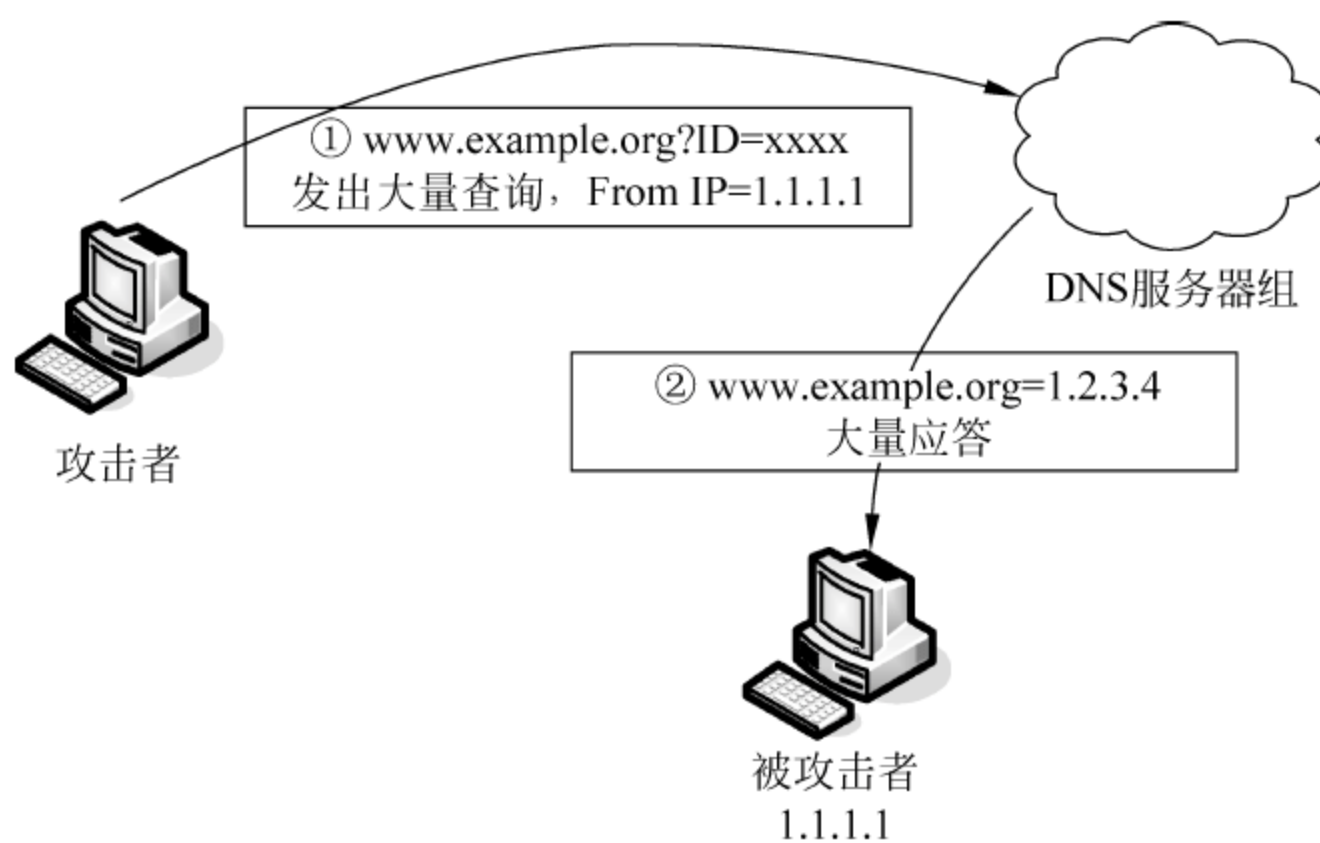 ① www.example.org?ID=xxxx
发出大量查询，From IP=1.1.1.1
DNS服务器组
② www.example.org=1.2.3.4
大量应答
攻击者
被攻击者
1.1.1.1